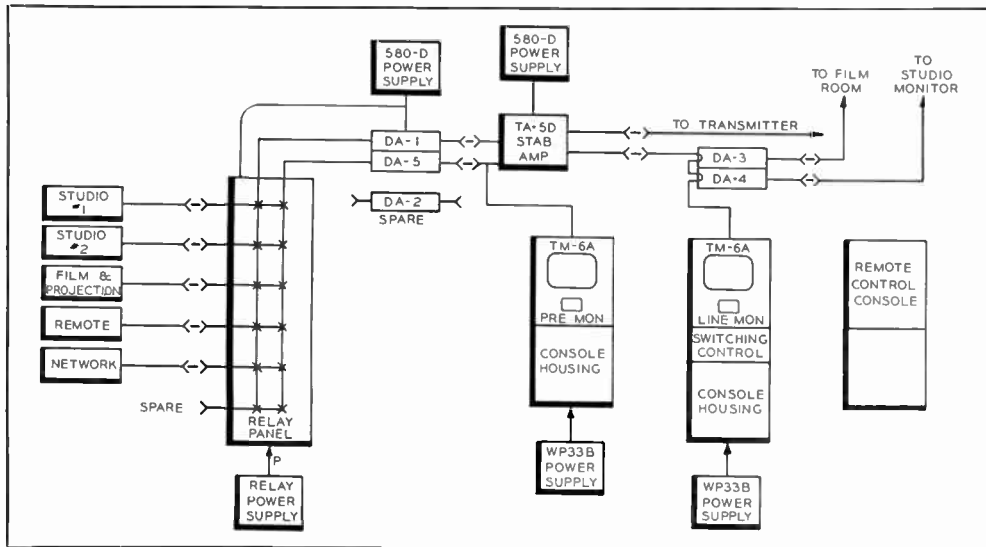 580-D
POWER
SUPPLY
580-D
POWER
SUPPLY
TO FILM
ROOM
TO
STUDIO
MONITOR
DA-1
DA-5
TA-5D
STAB
AMP
TO TRANSMITTER
DA-3
DA-4
DA-2
SPARE
STUDIO
#1
STUDIO
#2
FILM &
PROJECTION
REMOTE
NETWORK
SPARE
RELAY
PANEL
P
RELAY
POWER
SUPPLY
TM-6A
PRE MON
CONSOLE
HOUSING
WP33B
POWER
SUPPLY
TM-6A
LINE MON
SWITCHING
CONTROL
CONSOLE
HOUSING
WP33B
POWER
SUPPLY
REMOTE
CONTROL
CONSOLE